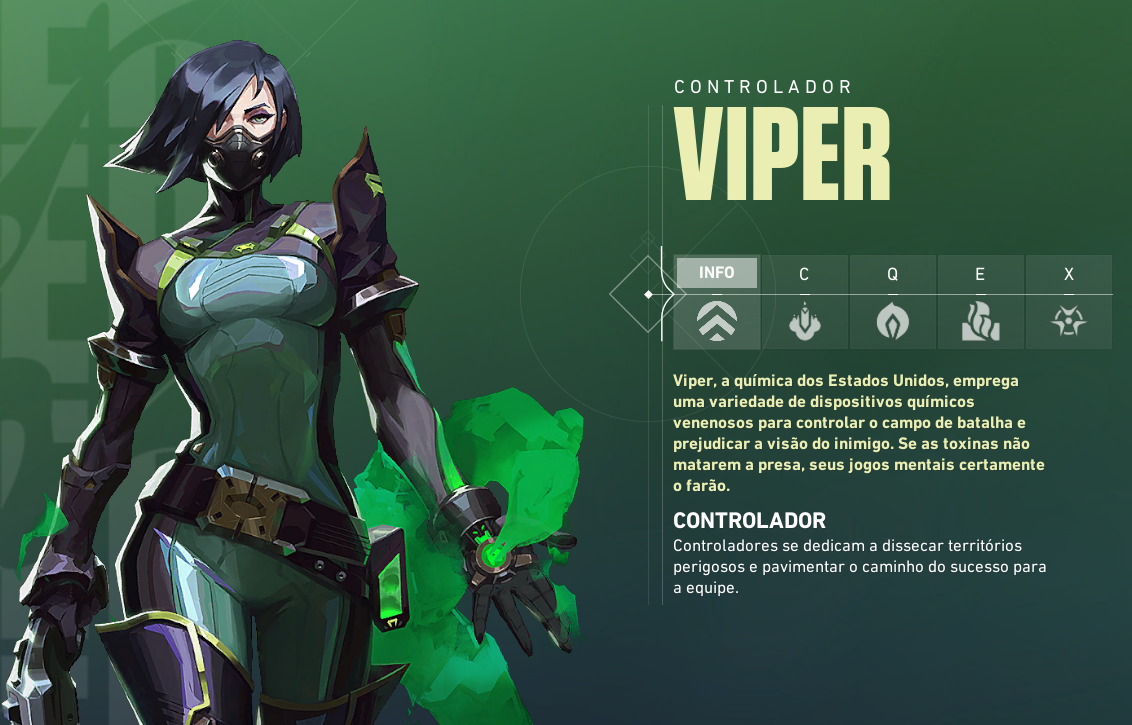 CONTROLADOR
VIPER
INFO C Q E X
Viper, a química dos Estados Unidos, emprega
uma variedade de dispositivos químicos
venenosos para controlar o campo de batalha e
prejudicar a visão do inimigo. Se as toxinas não
matarem a presa, seus jogos mentais certamente
o farão.
CONTROLADOR
Controladores se dedicam a dissecar territórios
perigosos e pavimentar o caminho do sucesso para
a equipe.